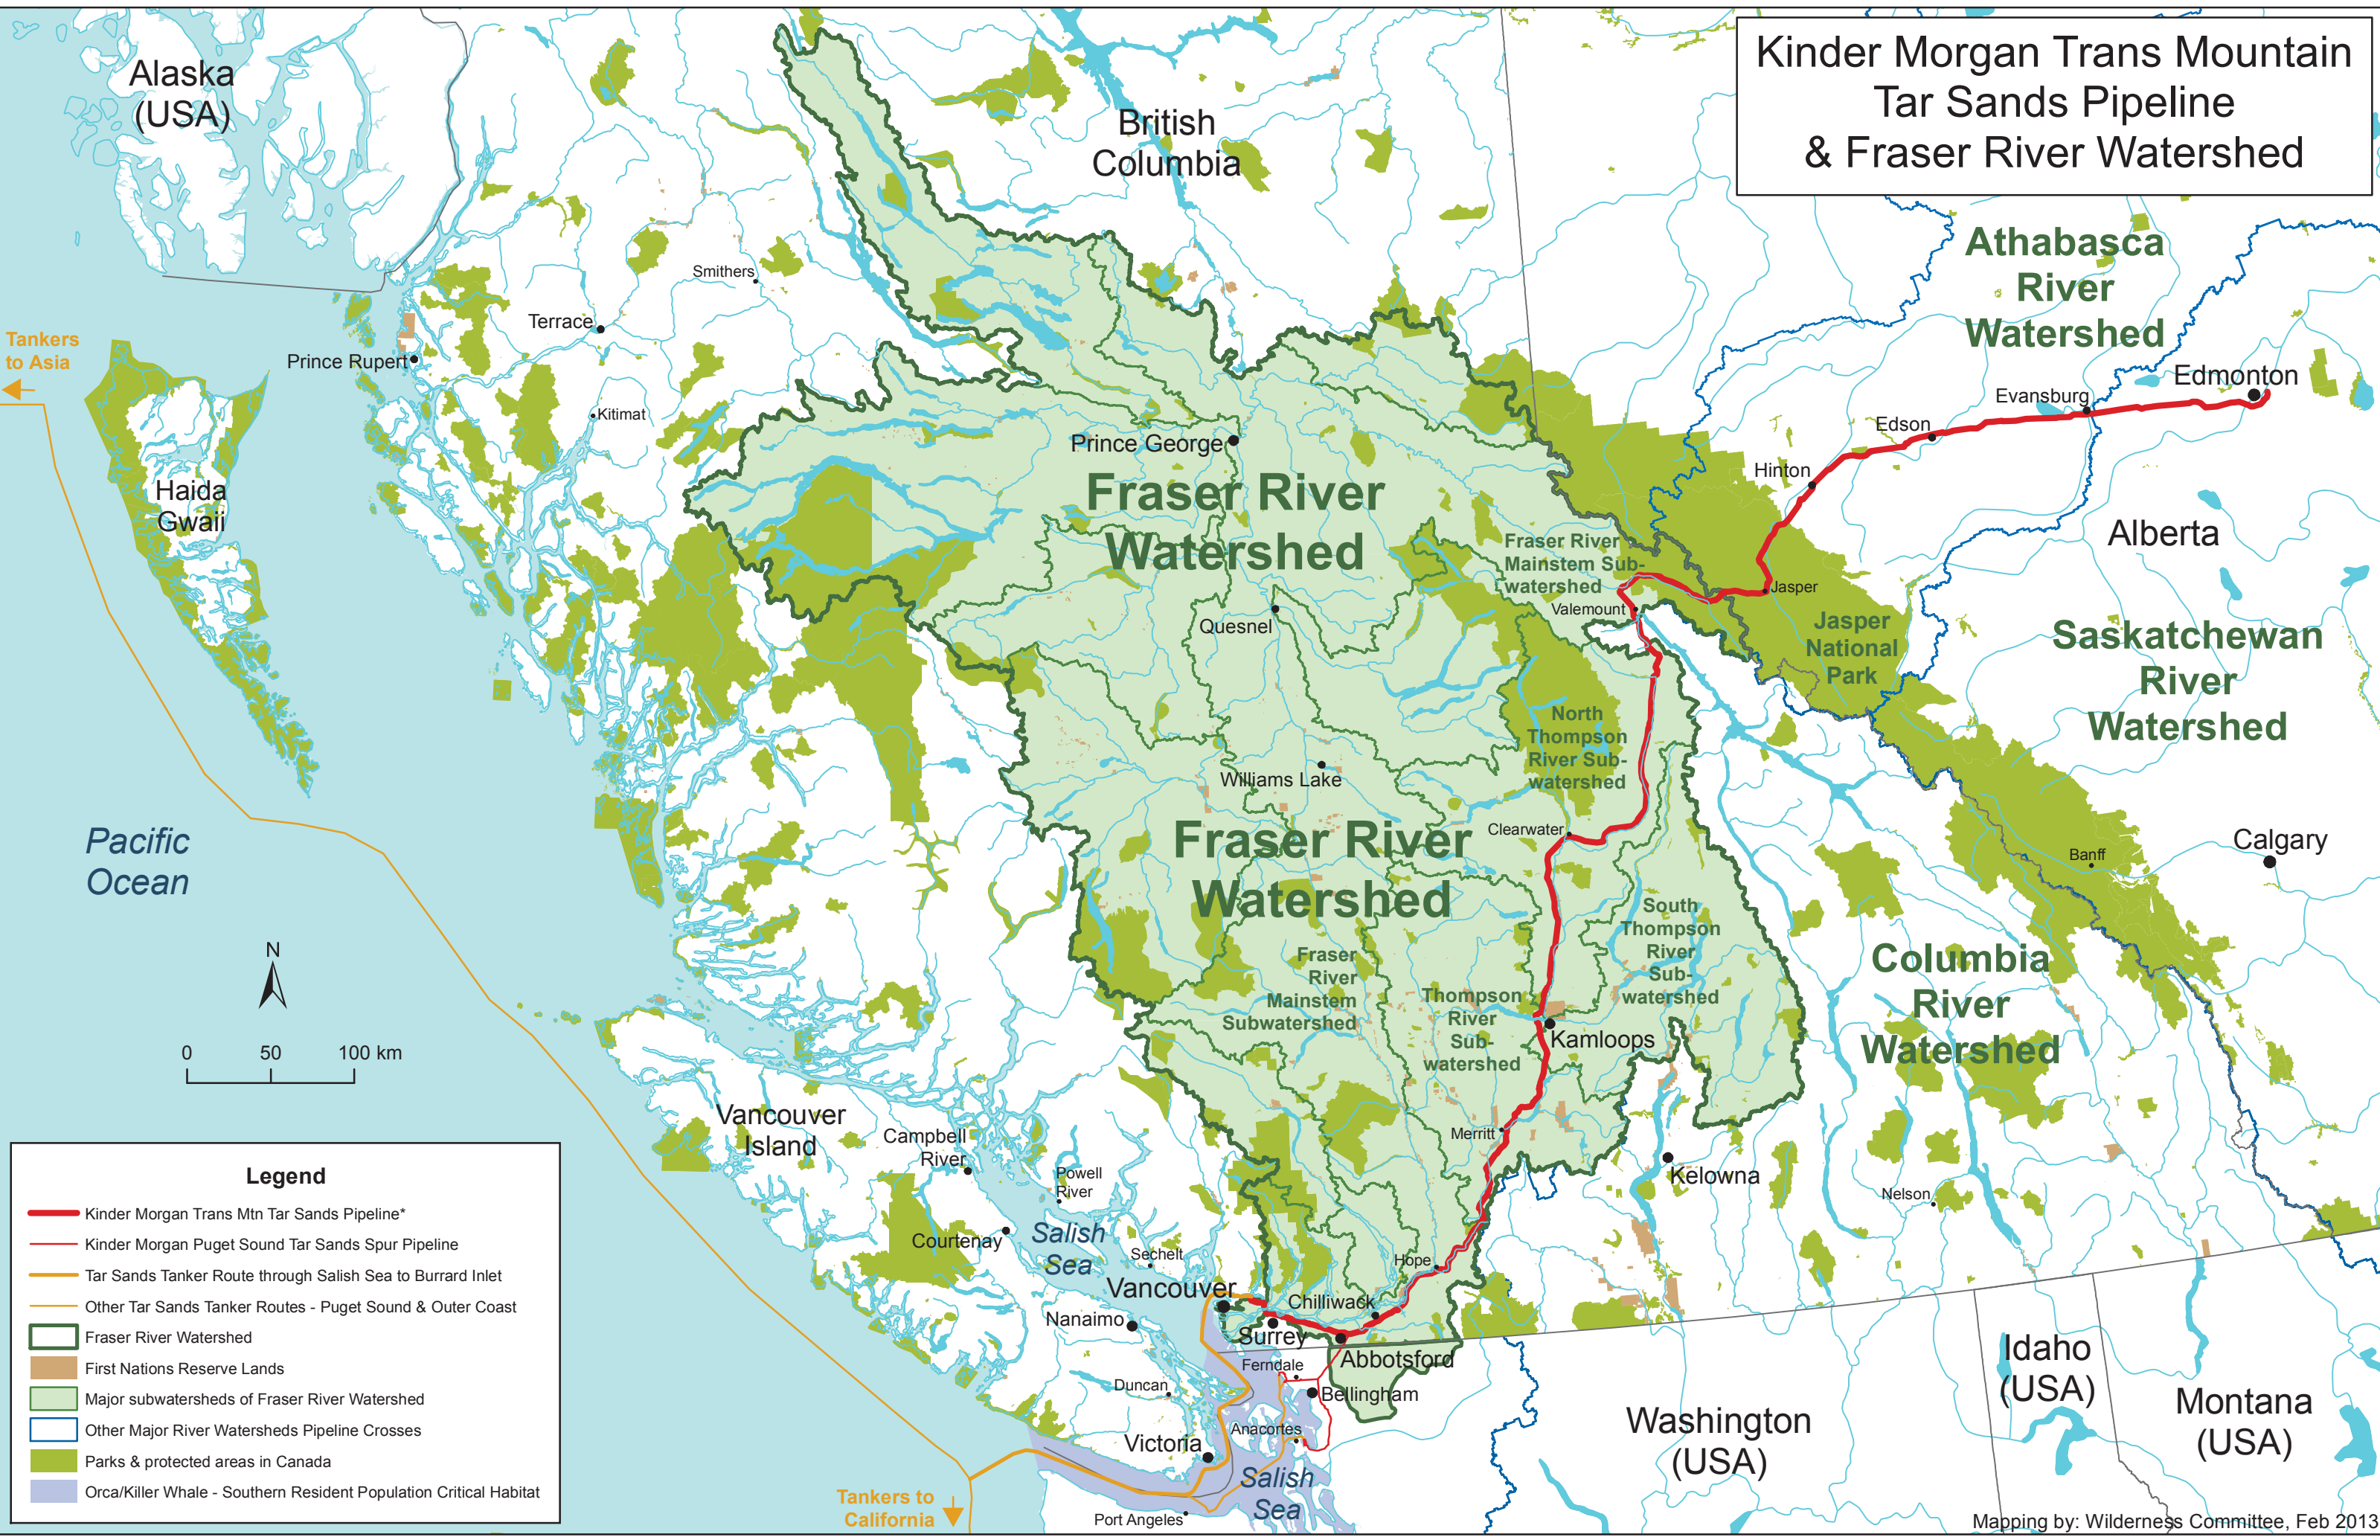 Kinder Morgan Trans Mountain
Tar Sands Pipeline
& Fraser River Watershed
Alaska
(USA)
British
Columbia
Athabasca
River
Watershed
Smithers
Terrace
Prince Rupert
Kitimat
Tankers
to Asia
Haida
Gwaii
Edmonton
Evansburg
Edson
Hinton
Prince George
Fraser River
Watershed
Alberta
Fraser River
Mainstem Sub-
watershed
Jasper
Valemount
Jasper
National
Park
Quesnel
Saskatchewan
River
Watershed
North
Thompson
River Sub-
watershed
Williams Lake
Clearwater
Fraser River
Watershed
Pacific
Ocean
Calgary
Banff
South
Thompson
River
Sub-
watershed
Fraser
River
Mainstem
Subwatershed
Thompson
River
Sub-
watershed
Columbia
River
Watershed
Kamloops
N
0 50 100 km
Vancouver
Island
Campbell
River
Powell
River
Merritt
Kelowna
Nelson
Courtenay
Salish
Sea
Sechelt
Hope
Vancouver
Chilliwack
Nanaimo
Surrey
Abbotsford
Ferndale
Duncan
Bellingham
Anacortes
Victoria
Salish
Sea
Port Angeles
Tankers to
California
Washington
(USA)
Idaho
(USA)
Montana
(USA)
Legend
Kinder Morgan Trans Mtn Tar Sands Pipeline*
Kinder Morgan Puget Sound Tar Sands Spur Pipeline
Tar Sands Tanker Route through Salish Sea to Burrard Inlet
Other Tar Sands Tanker Routes - Puget Sound & Outer Coast
Fraser River Watershed
First Nations Reserve Lands
Major subwatersheds of Fraser River Watershed
Other Major River Watersheds Pipeline Crosses
Parks & protected areas in Canada
Orca/Killer Whale - Southern Resident Population Critical Habitat
Mapping by: Wilderness Committee, Feb 2013